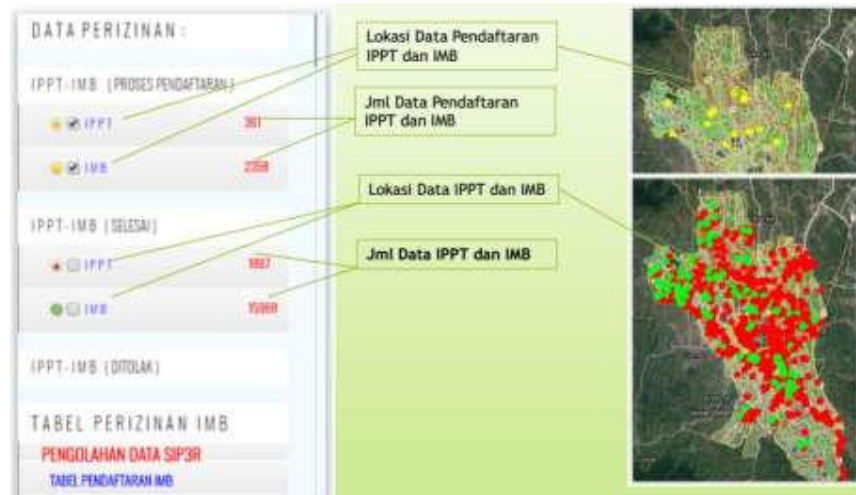 DATA PERIZINAN :
IPPT-IMB (PROSES PENDAFTARAN)
IPPT 361
IMB 2358
IPPT-IMB (SELESAI)
IPPT
IMB
IPPT-IMB (DITOLAK)
TABEL PERIZINAN IMB
PENGOLAHAN DATA SIP3R
TABEL PENDAFTARAN IMB
Lokasi Data Pendaftaran
IPPT dan IMB
Jml Data Pendaftaran
IPPT dan IMB
Lokasi Data IPPT dan IMB
Jml Data IPPT dan IMB